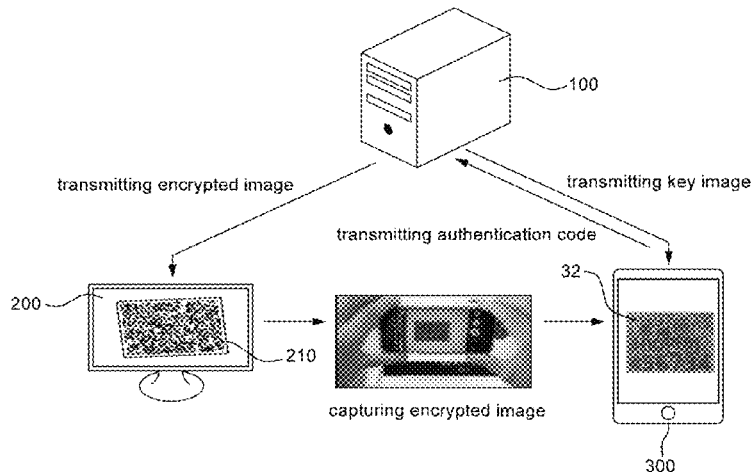 100
transmitting encrypted image
transmitting key image
transmitting authentication code
200
32
210
capturing encrypted image
300